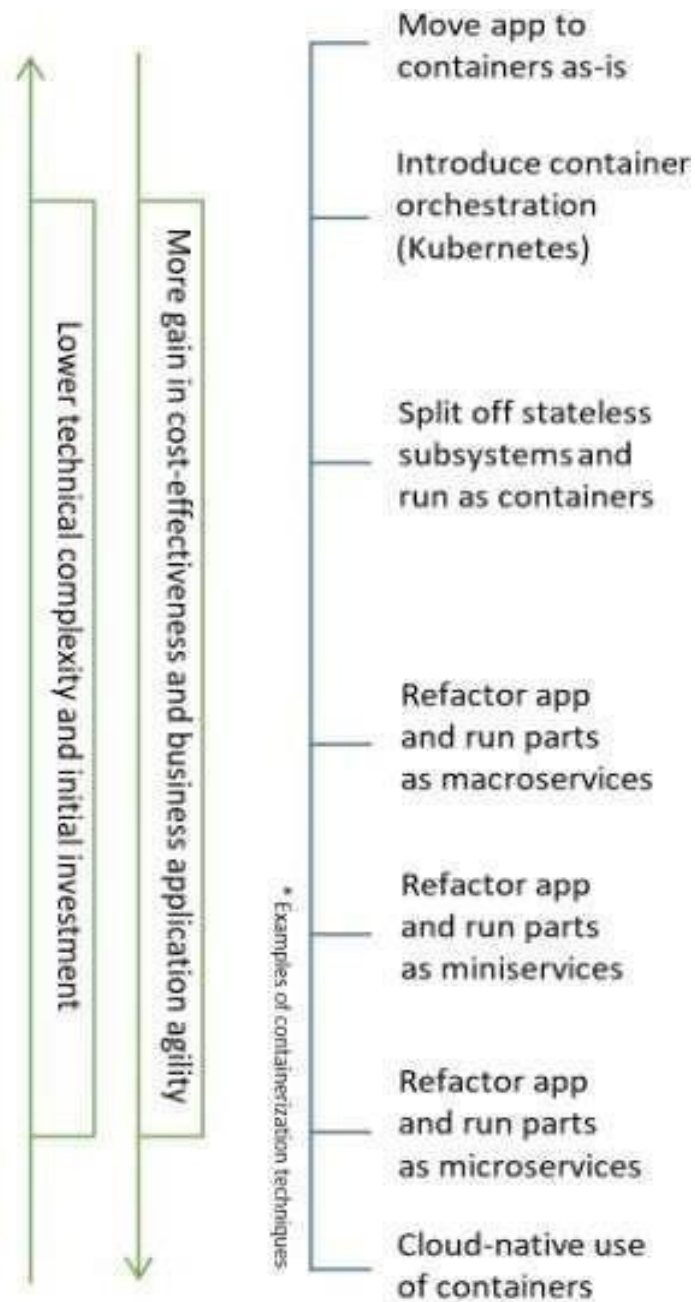 Move app to
containers as-is
Introduce container
orchestration
(Kubernetes)
Split off stateless
subsystems and
run as containers
Refactor app
and run parts
as macroservices
Refactor app
and run parts
as miniservices
Refactor app
and run parts
as microservices
Cloud-native use
of containers
Lower technical complexity and initial investment
More gain in cost-effectiveness and business application agility
* Examples of containerization techniques